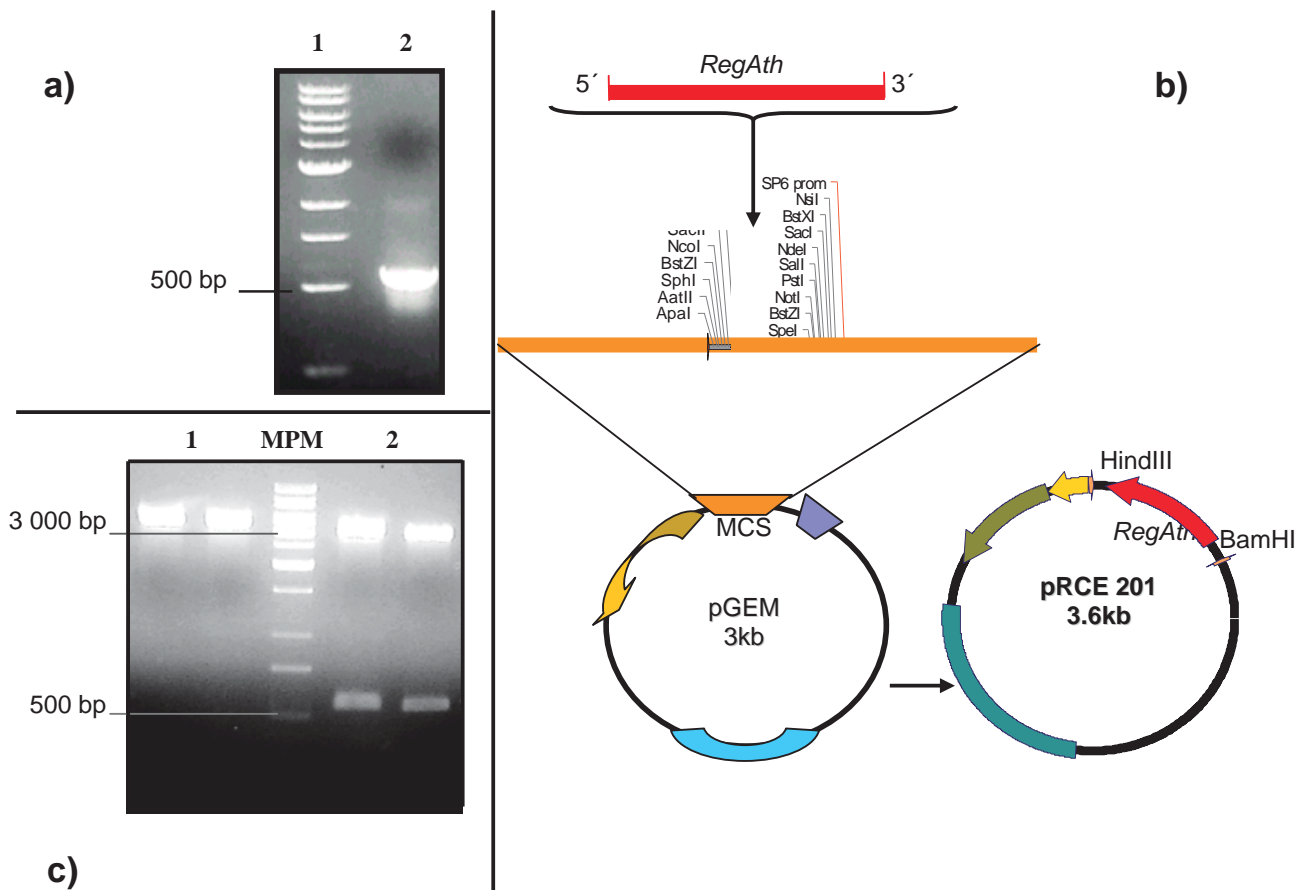 a)
1 2
500 bp
b)
RegAth
5´ 3´
SP6 prom
NsiI
BstXI
SacI
NdeI
SalI
PstI
NotI
BstZI
SpeI
SacII
NcoI
BstZI
SphI
AatII
ApaI
MCS
pGEM
3kb
HindIII
RegAth
BamHI
pRCE 201
3.6kb
1 MPM 2
3 000 bp
500 bp
c)